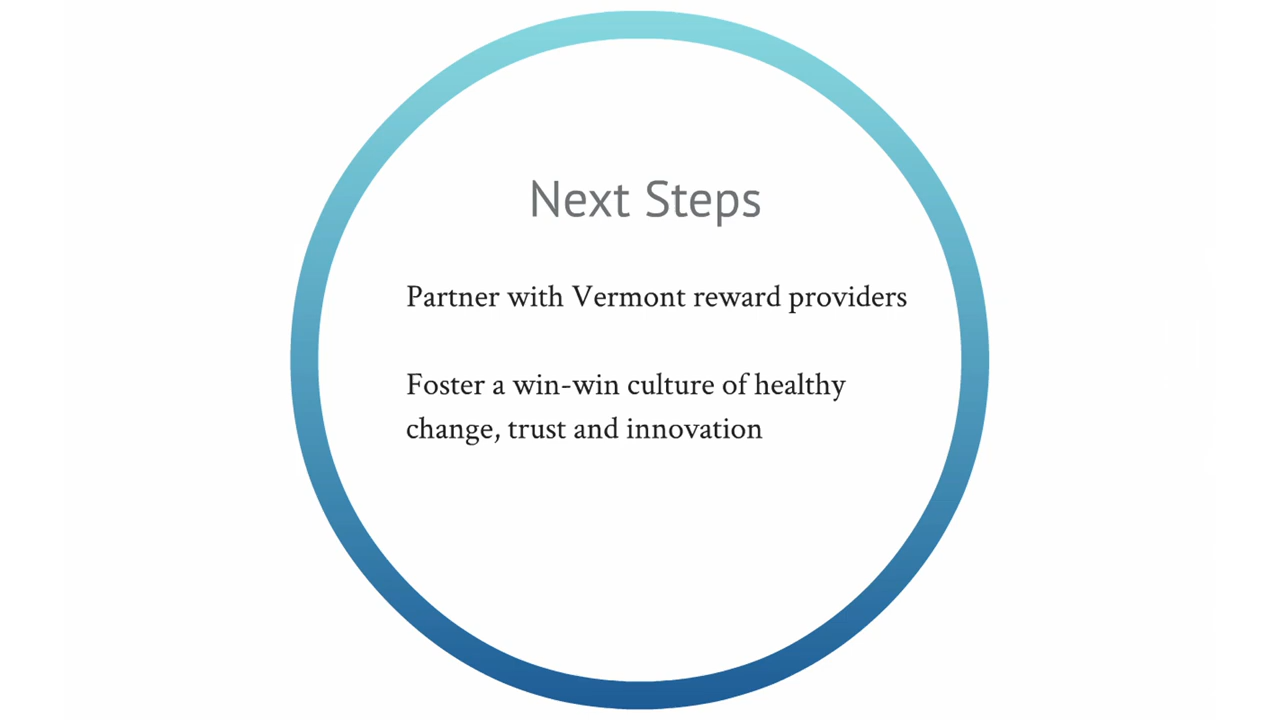 Next Steps
Partner with Vermont reward providers
Foster a win-win culture of healthy
change, trust and innovation